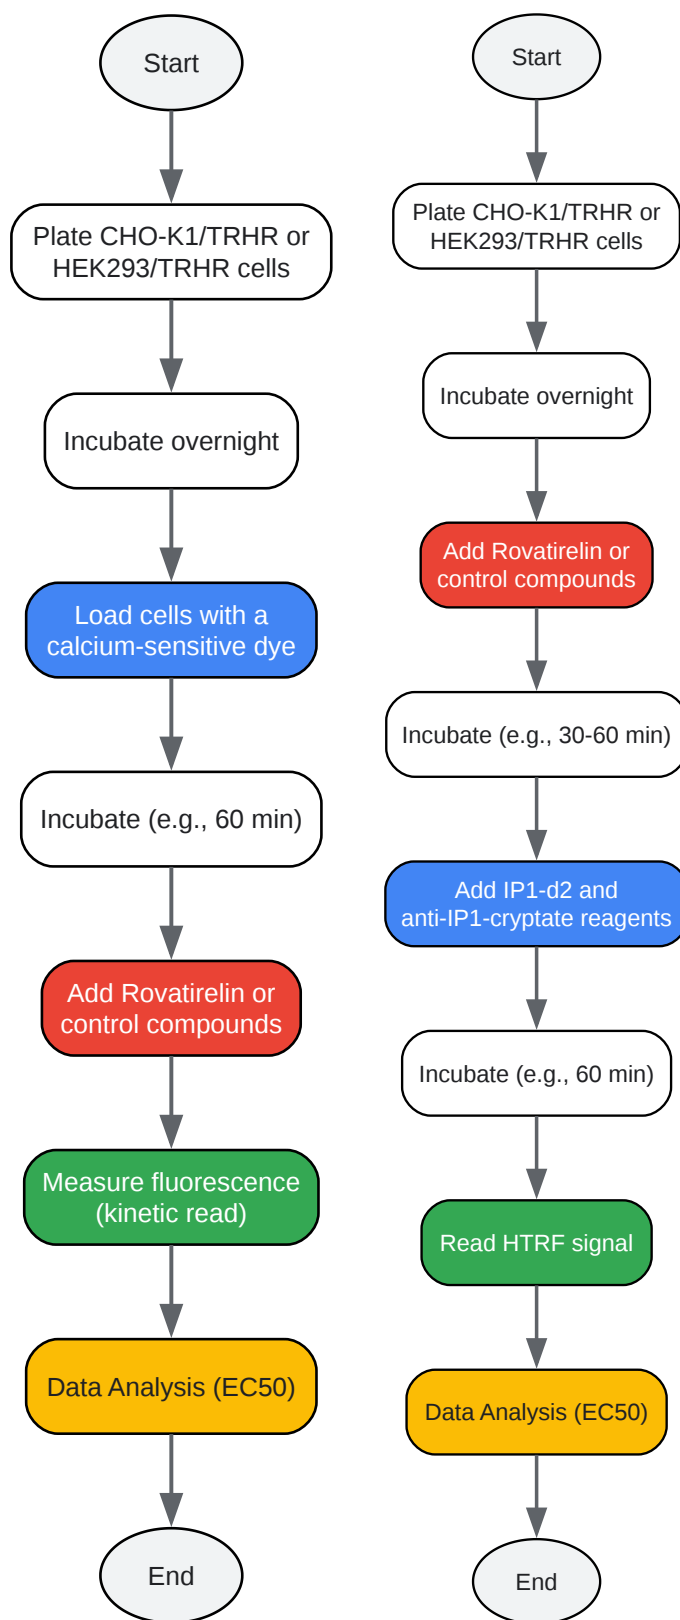 Start
Plate CHO-K1/TRHR or
HEK293/TRHR cells
Incubate overnight
Load cells with a
calcium-sensitive dye
Incubate (e.g., 60 min)
Add Rovatirelin or
control compounds
Measure fluorescence
(kinetic read)
Data Analysis (EC50)
End
Start
Plate CHO-K1/TRHR or
HEK293/TRHR cells
Incubate overnight
Add Rovatirelin or
control compounds
Incubate (e.g., 30-60 min)
Add IP1-d2 and
anti-IP1-cryptate reagents
Incubate (e.g., 60 min)
Read HTRF signal
Data Analysis (EC50)
End